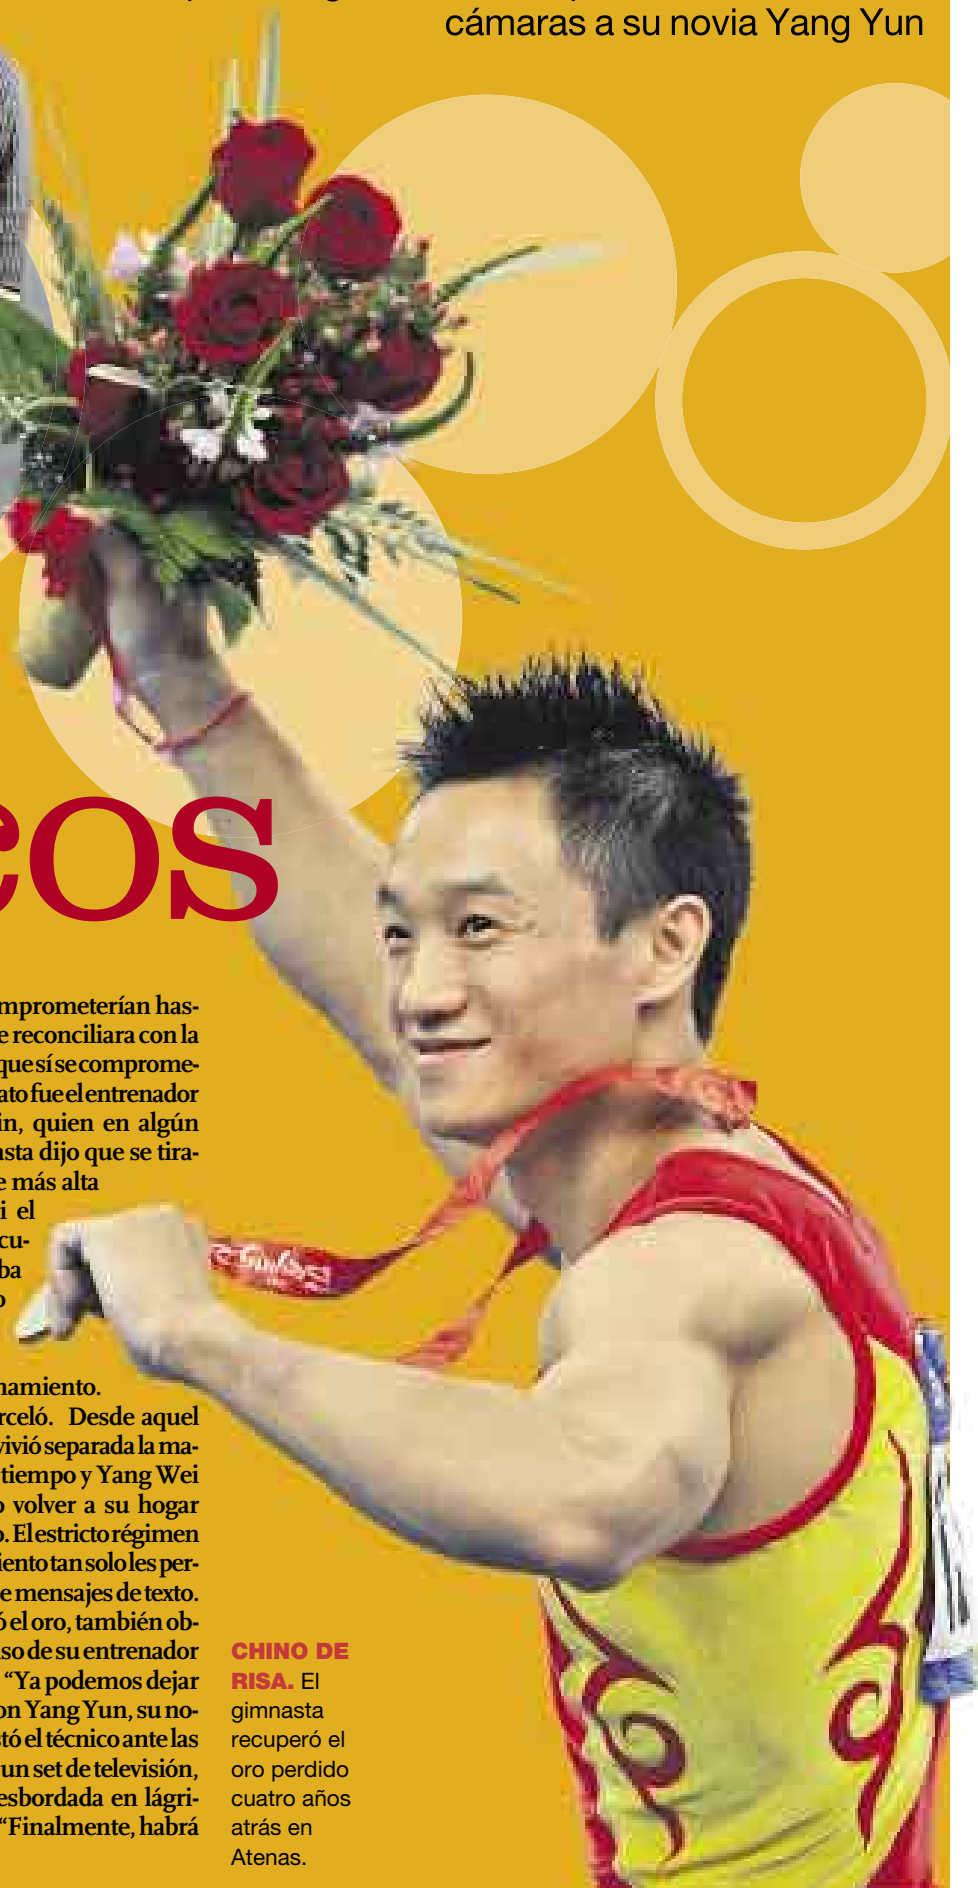 cámaras a su novia Yang Yun
cos
mprometerían has-
e reconciliara con la
que sí se comprome-
ato fue el entrenador
in, quien en algún
asta dijo que se tira-
e más alta
i el
cu-
ba
o
namiento.
rceló. Desde aquel
vivió separada la ma-
tiempo y Yang Wei
o volver a su hogar
o. El estricto régimen
iento tan solo les per-
e mensajes de texto.
ó el oro, también ob-
so de su entrenador
“Ya podemos dejar
on Yang Yun, su no-
tó el técnico ante las
un set de televisión,
esbordada en lágri-
“Finalmente, habrá
CHINO DE
RISA. El
gimnasta
recuperó el
oro perdido
cuatro años
atrás en
Atenas.